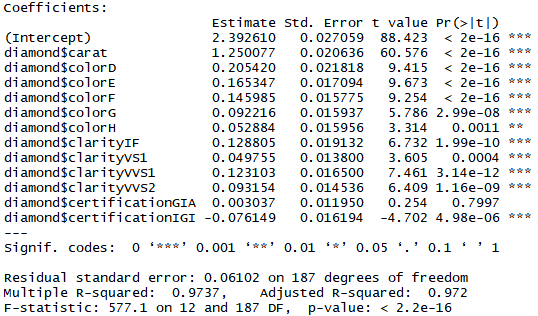 Coefficients:
Estimate Std. Error t value Pr(>|t|)
(Intercept) 2.392610 0.027059 88.423 < 2e-16 ***
diamond$carat 1.250077 0.020636 60.576 < 2e-16 ***
diamond$colorD 0.205420 0.021818 9.415 < 2e-16 ***
diamond$colorE 0.165347 0.017094 9.673 < 2e-16 ***
diamond$colorF 0.145985 0.015775 9.254 < 2e-16 ***
diamond$colorG 0.092216 0.015937 5.786 2.99e-08 ***
diamond$colorH 0.052884 0.015956 3.314 0.0011 **
diamond$clarityIF 0.128805 0.019132 6.732 1.99e-10 ***
diamond$clarityVS1 0.049755 0.013800 3.605 0.0004 ***
diamond$clarityVVS1 0.123103 0.016500 7.461 3.14e-12 ***
diamond$clarityVVS2 0.093154 0.014536 6.409 1.16e-09 ***
diamond$certificationGIA 0.003037 0.011950 0.254 0.7997
diamond$certificationIGI -0.076149 0.016194 -4.702 4.98e-06 ***
---
Signif. codes: 0 ‘***’ 0.001 ‘**’ 0.01 ‘*’ 0.05 ‘.’ 0.1 ‘ ’ 1
Residual standard error: 0.06102 on 187 degrees of freedom
Multiple R-squared: 0.9737, Adjusted R-squared: 0.972
F-statistic: 577.1 on 12 and 187 DF, p-value: < 2.2e-16